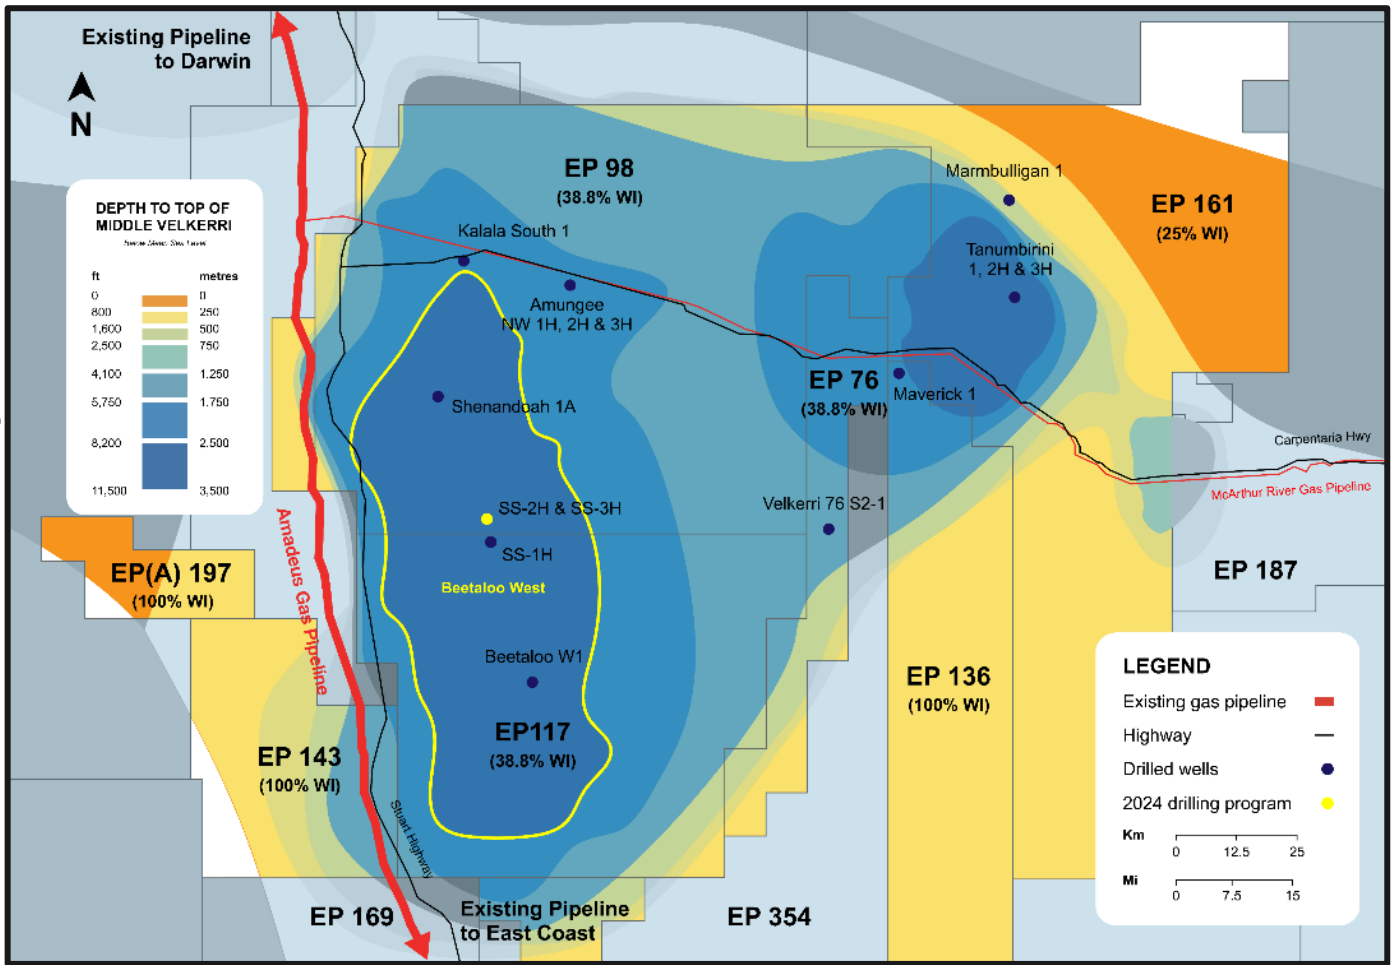 Existing Pipeline
to Darwin
N
DEPTH TO TOP OF
MIDDLE VELKERRI
Below Mean Sea Level
ft metres
0 0
800 250
1,600 500
2,500 750
4,100 1.250
5,750 1.750
8,200 2.500
11,500 3,500
EP 98
(38.8% WI)
Kalala South 1
Amungee
NW 1H, 2H & 3H
Marmbulligan 1
EP 161
(25% WI)
Tanumbirini
1, 2H & 3H
EP 76
(38.8% WI)
Maverick 1
Shenandoah 1A
Carpentaria Hwy
McArthur River Gas Pipeline
SS-2H & SS-3H
SS-1H
Velkerri 76 S2-1
Amadeus Gas Pipeline
EP(A) 197
(100% WI)
Beetaloo West
EP 187
Beetaloo W1
EP117
(38.8% WI)
EP 136
(100% WI)
EP 143
(100% WI)
Stuart Highway
EP 169
Existing Pipeline
to East Coast
EP 354
LEGEND
Existing gas pipeline
Highway
Drilled wells
2024 drilling program
Km
0 12.5 25
Mi
0 7.5 15